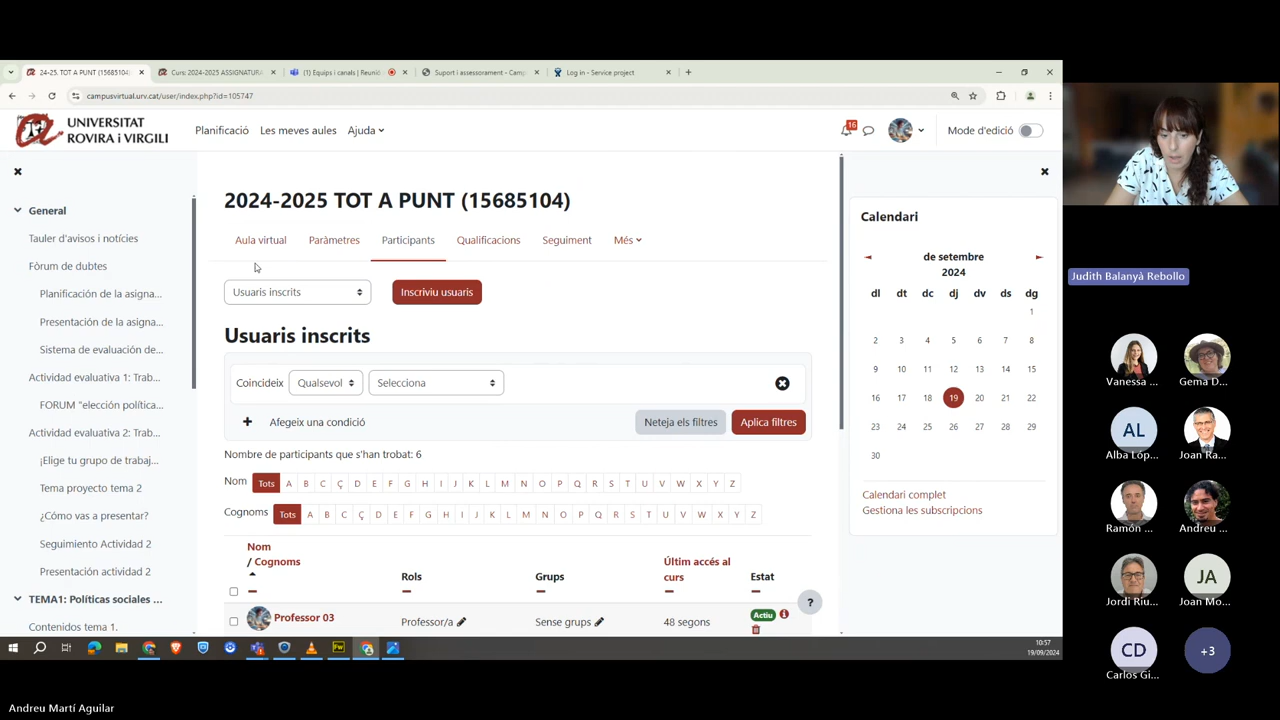 24-25. TOT A PUNT (15685104)
Curs: 2024-2025 ASSIGNATUR
(1) Equips i canals | Reunió
Suport i assessorament - Camp
Log in - Service project
campusvirtual.urv.cat/user/index.php?id=105747
UNIVERSITAT
ROVIRA i VIRGILI
Planificació
Les meves aules
Ajuda
16
Mode d'edició
General
Tauler d'avisos i notícies
Fòrum de dubtes
Planificación de la asigna...
Presentación de la asigna...
Sistema de evaluación de...
Actividad evaluativa 1: Trab...
FORUM "elección política...
Actividad evaluativa 2: Trab...
¡Elige tu grupo de trabaj...
Tema proyecto tema 2
¿Cómo vas a presentar?
Seguimiento Actividad 2
Presentación actividad 2
TEMA1: Políticas sociales ...
Contenidos tema 1.
2024-2025 TOT A PUNT (15685104)
Aula virtual
Paràmetres
Participants
Qualificacions
Seguiment
Més
Usuaris inscrits
Inscriviu usuaris
Usuaris inscrits
Coincideix
Qualsevol
Selecciona
Afegeix una condició
Neteja els filtres
Aplica filtres
Nombre de participants que s'han trobat: 6
Nom Tots A B C Ç D E F G H I J K L M N O P Q R S T U V W X Y Z
Cognoms Tots A B C Ç D E F G H I J K L M N O P Q R S T U V W X Y Z
Nom
/ Cognoms
Rols
Grups
Últim accés al
curs
Estat
Professor 03
Professor/a
Sense grups
48 segons
Actiu
?
Calendari
de setembre
2024
dl dt dc dj dv ds dg
1
2 3 4 5 6 7 8
9 10 11 12 13 14 15
16 17 18 19 20 21 22
23 24 25 26 27 28 29
30
Calendari complet
Gestiona les subscripcions
10:57
19/09/2024
Judith Balanyà Rebollo
Vanessa ...
Gema D...
AL
Alba Lóp...
Joan Ra...
Ramón ...
Andreu ...
Jordi Riu...
JA
Joan Mo...
CD
Carlos Gi...
+3
Andreu Martí Aguilar